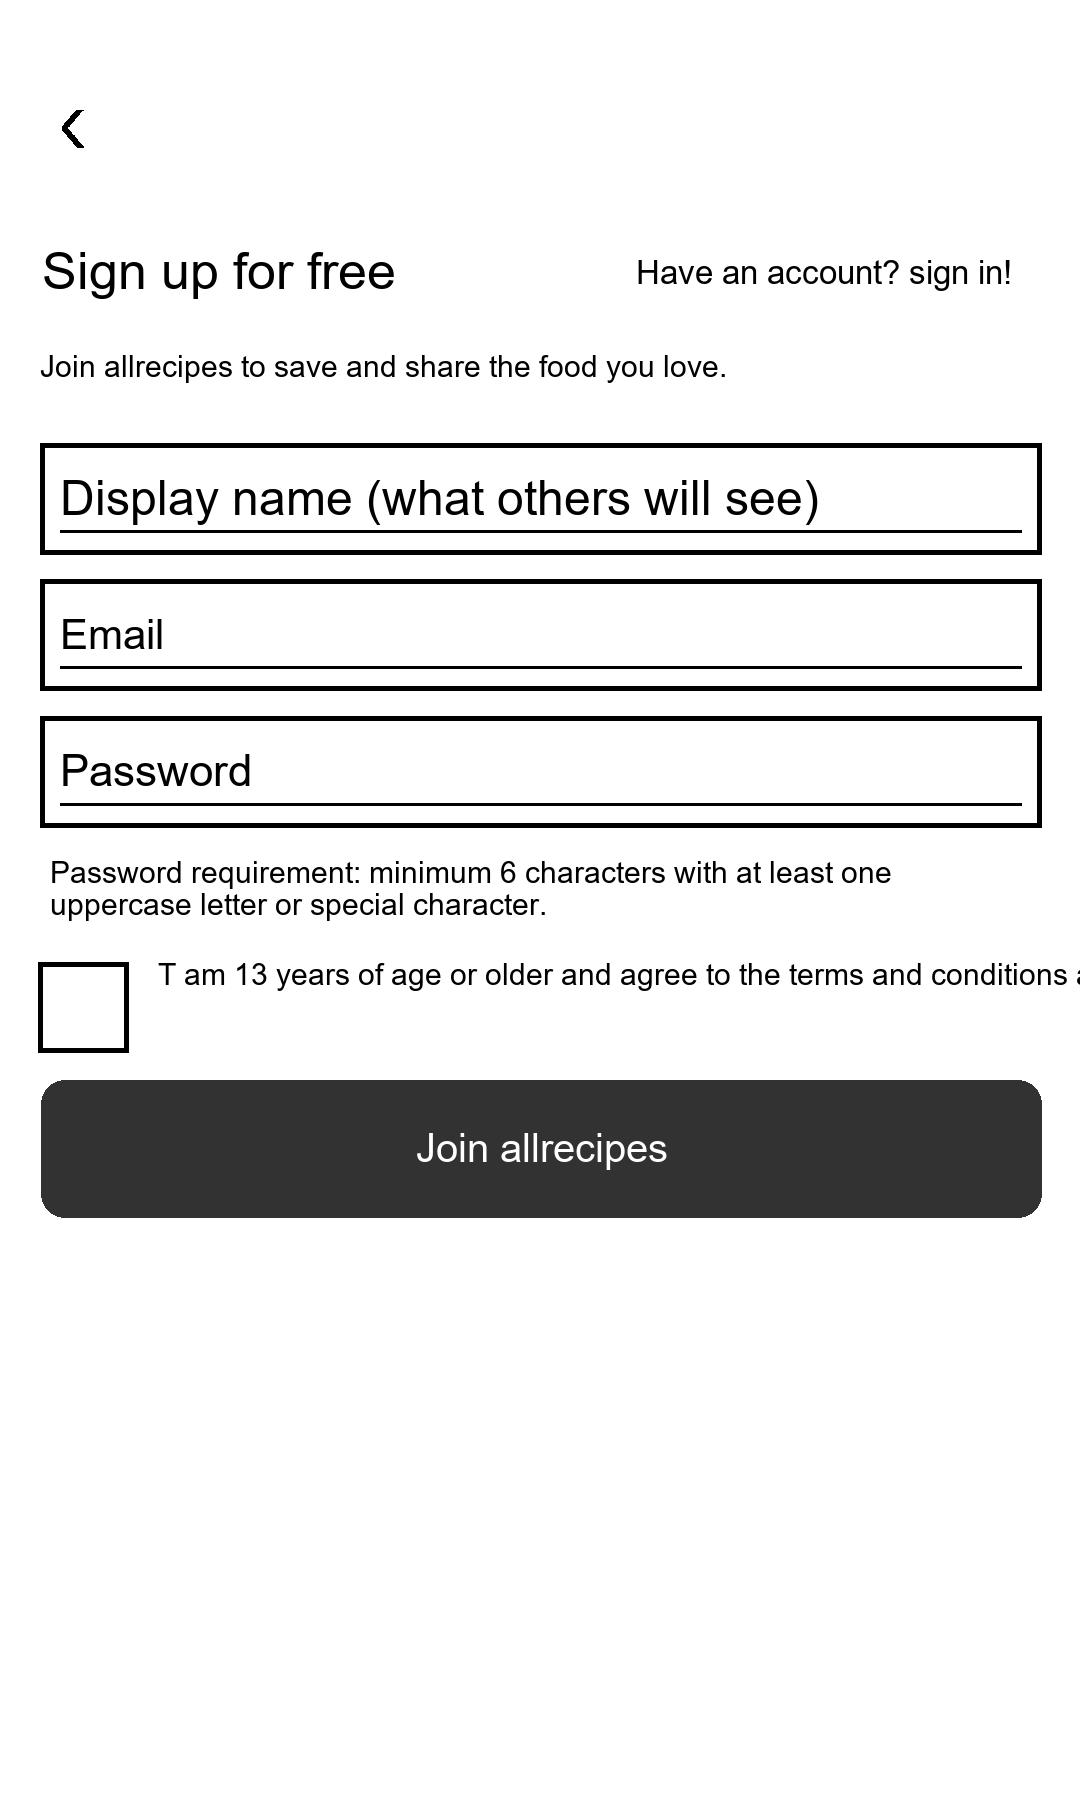 Sign up for free
Have an account? sign in!
Join allrecipes to save and share the food you love.
Display name (what others will see)
Email
Password
Password requirement: minimum 6 characters with at least one
uppercase letter or special character.
T am 13 years of age or older and agree to the terms and conditions
Join allrecipes